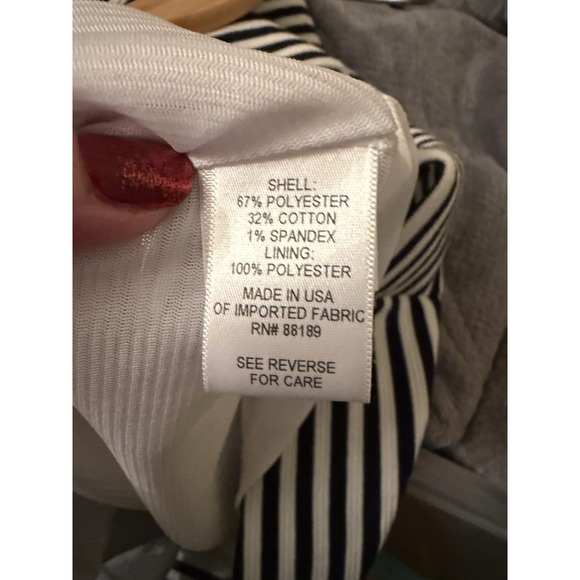 SHELL:
67% POLYESTER
32% COTTON
1% SPANDEX
LINING:
100% POLYESTER
MADE IN USA
OF IMPORTED FABRIC
RN# 88189
SEE REVERSE
FOR CARE